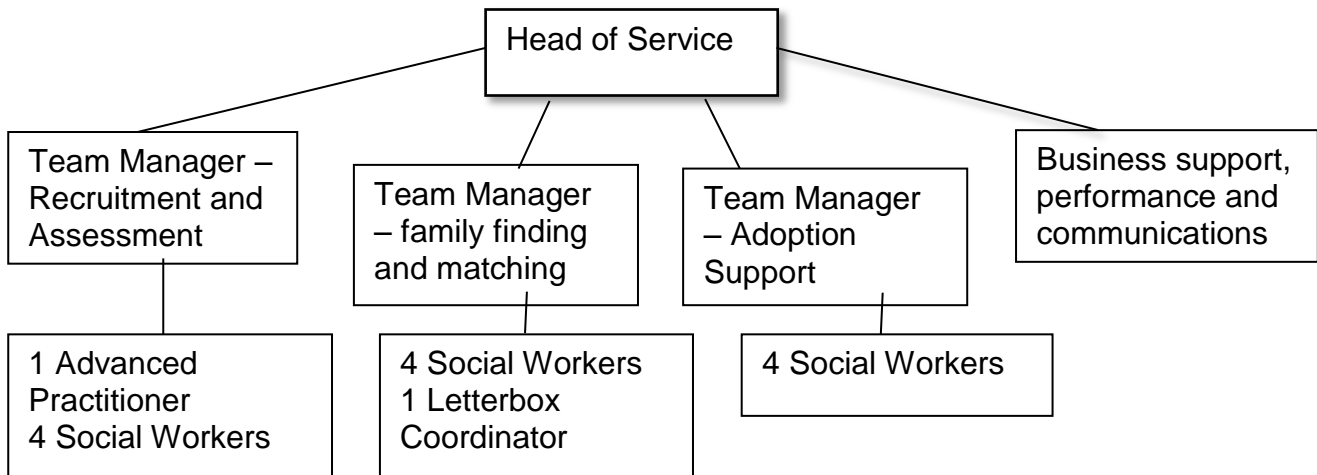 Head of Service
Team Manager –
Recruitment and
Assessment
Team Manager
– family finding
and matching
Team Manager
– Adoption
Support
Business support,
performance and
communications
1 Advanced
Practitioner
4 Social Workers
4 Social Workers
1 Letterbox
Coordinator
4 Social Workers